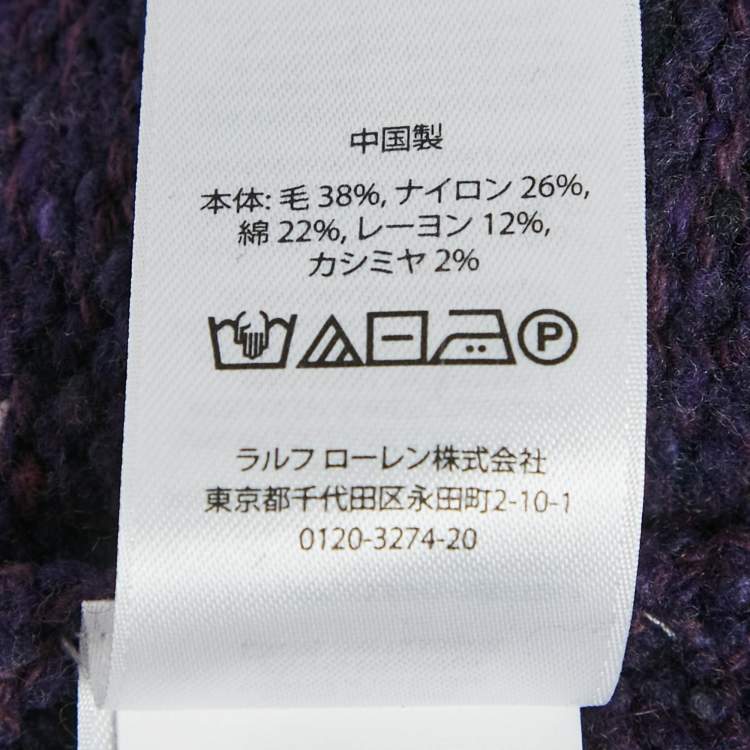 中国製
本体: 毛 38%, ナイロン 26%,
綿 22%, レーヨン 12%,
カシミヤ 2%
P
ラルフ ローレン株式会社
東京都千代田区永田町2-10-1
0120-3274-20